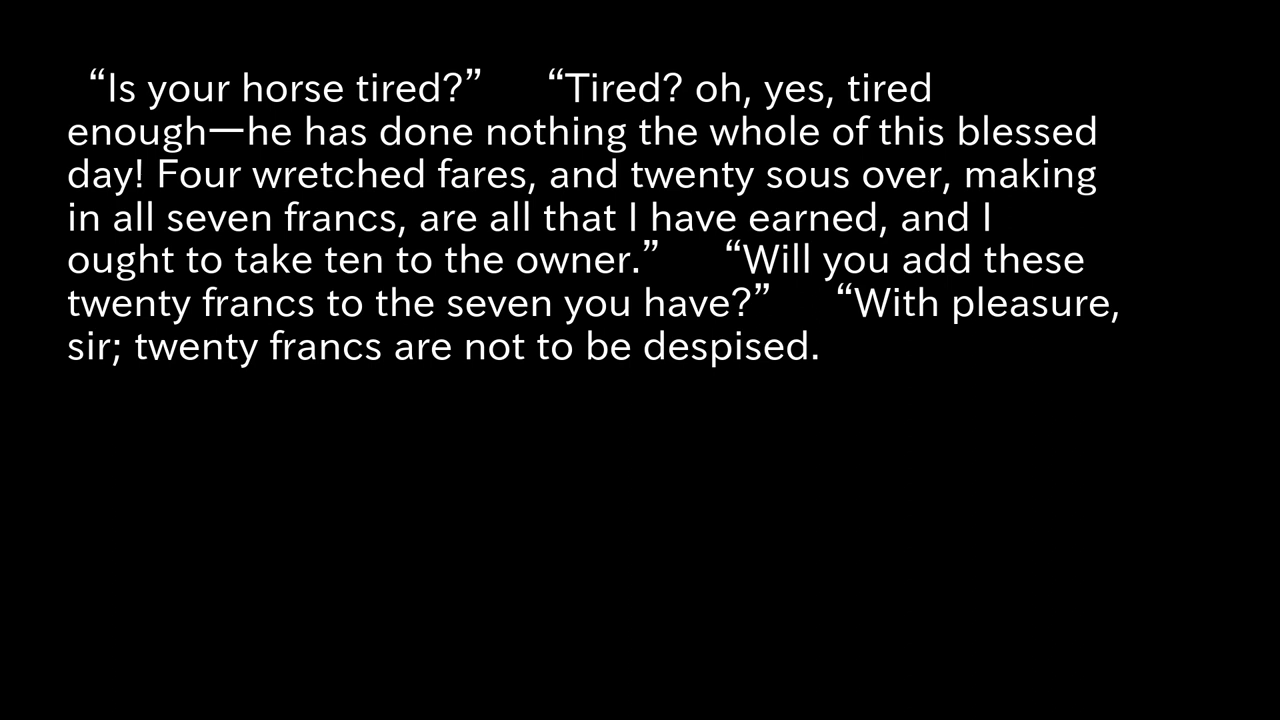 “Is your horse tired?” “Tired? oh, yes, tired
enough—he has done nothing the whole of this blessed
day! Four wretched fares, and twenty sous over, making
in all seven francs, are all that I have earned, and I
ought to take ten to the owner.” “Will you add these
twenty francs to the seven you have?” “With pleasure,
sir; twenty francs are not to be despised.